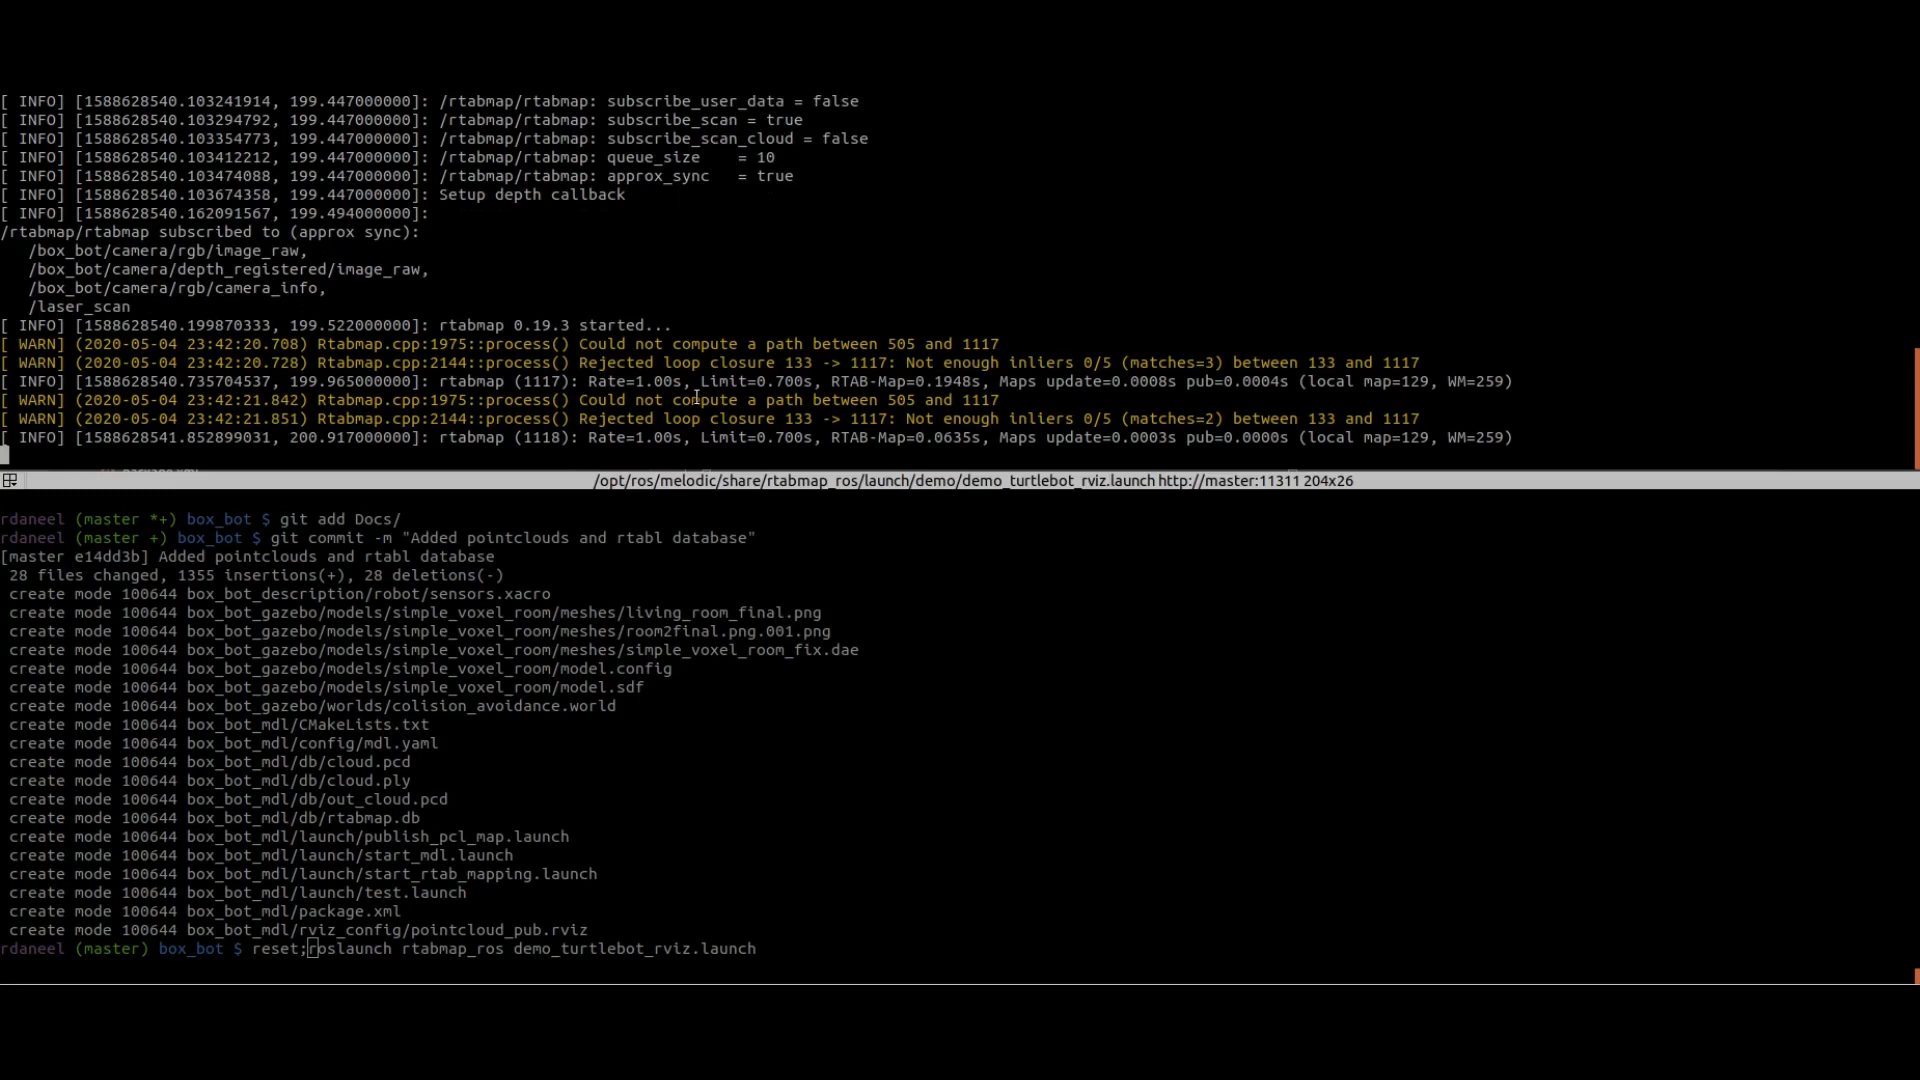 [ INFO] [1588628540.103241914, 199.447000000]: /rtabmap/rtabmap: subscribe_user_data = false
[ INFO] [1588628540.103294792, 199.447000000]: /rtabmap/rtabmap: subscribe_scan = true
[ INFO] [1588628540.103354773, 199.447000000]: /rtabmap/rtabmap: subscribe_scan_cloud = false
[ INFO] [1588628540.103412212, 199.447000000]: /rtabmap/rtabmap: queue_size    = 10
[ INFO] [1588628540.103474088, 199.447000000]: /rtabmap/rtabmap: approx_sync   = true
[ INFO] [1588628540.103674358, 199.447000000]: Setup depth callback
[ INFO] [1588628540.162091567, 199.494000000]:
/rtabmap/rtabmap subscribed to (approx sync):
/box_bot/camera/rgb/image_raw,
/box_bot/camera/depth_registered/image_raw,
/box_bot/camera/rgb/camera_info,
/laser_scan
[ INFO] [1588628540.199870333, 199.522000000]: rtabmap 0.19.3 started...
[ WARN] (2020-05-04 23:42:20.708) Rtabmap.cpp:1975::process() Could not compute a path between 505 and 1117
[ WARN] (2020-05-04 23:42:20.728) Rtabmap.cpp:2144::process() Rejected loop closure 133 -> 1117: Not enough inliers 0/5 (matches=3) between 133 and 1117
[ INFO] [1588628540.735704537, 199.965000000]: rtabmap (1117): Rate=1.00s, Limit=0.700s, RTAB-Map=0.1948s, Maps update=0.0008s pub=0.0004s (local map=129, WM=259)
[ WARN] (2020-05-04 23:42:21.842) Rtabmap.cpp:1975::process() Could not compute a path between 505 and 1117
[ WARN] (2020-05-04 23:42:21.851) Rtabmap.cpp:2144::process() Rejected loop closure 133 -> 1117: Not enough inliers 0/5 (matches=2) between 133 and 1117
[ INFO] [1588628541.852899031, 200.917000000]: rtabmap (1118): Rate=1.00s, Limit=0.700s, RTAB-Map=0.0635s, Maps update=0.0003s pub=0.0000s (local map=129, WM=259)
/opt/ros/melodic/share/rtabmap_ros/launch/demo/demo_turtlebot_rviz.launch http://master:11311 204x26
rdaneel (master *+) box_bot $ git add Docs/
rdaneel (master +) box_bot $ git commit -m "Added pointclouds and rtabl database"
[master e14dd3b] Added pointclouds and rtabl database
28 files changed, 1355 insertions(+), 28 deletions(-)
create mode 100644 box_bot_description/robot/sensors.xacro
create mode 100644 box_bot_gazebo/models/simple_voxel_room/meshes/living_room_final.png
create mode 100644 box_bot_gazebo/models/simple_voxel_room/meshes/room2final.png.001.png
create mode 100644 box_bot_gazebo/models/simple_voxel_room/meshes/simple_voxel_room_fix.dae
create mode 100644 box_bot_gazebo/models/simple_voxel_room/model.config
create mode 100644 box_bot_gazebo/models/simple_voxel_room/model.sdf
create mode 100644 box_bot_gazebo/worlds/colision_avoidance.world
create mode 100644 box_bot_mdl/CMakeLists.txt
create mode 100644 box_bot_mdl/config/mdl.yaml
create mode 100644 box_bot_mdl/db/cloud.pcd
create mode 100644 box_bot_mdl/db/cloud.ply
create mode 100644 box_bot_mdl/db/out_cloud.pcd
create mode 100644 box_bot_mdl/db/rtabmap.db
create mode 100644 box_bot_mdl/launch/publish_pcl_map.launch
create mode 100644 box_bot_mdl/launch/start_mdl.launch
create mode 100644 box_bot_mdl/launch/start_rtab_mapping.launch
create mode 100644 box_bot_mdl/launch/test.launch
create mode 100644 box_bot_mdl/package.xml
create mode 100644 box_bot_mdl/rviz_config/pointcloud_pub.rviz
rdaneel (master) box_bot $ reset;roslaunch rtabmap_ros demo_turtlebot_rviz.launch